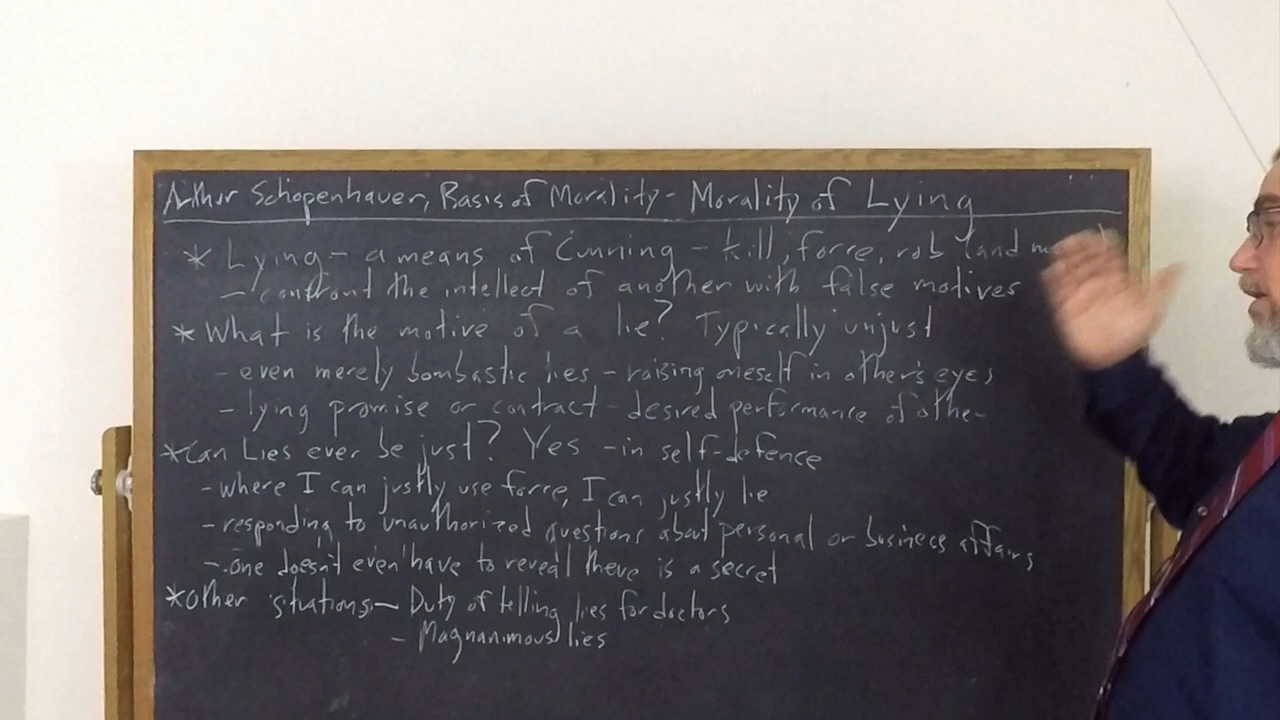 Arthur Schopenhauer, Basis of Morality - Morality of Lying
* Lying - a means of Cunning - kill, force, rob (and
- confront the intellect of another with false motives
* What is the motive of a lie? Typically unjust
- even merely bombastic lies - raising oneself in other's eyes
- lying promise or contract - desired performance of othe
* Can Lies ever be just? Yes - in self-defence
- where I can justly use force, I can justly lie
- responding to unauthorized questions about personal or business affairs
- one doesn't even have to reveal there is a secret
* Other situations - Duty of telling lies for doctors
- Magnanimous lies